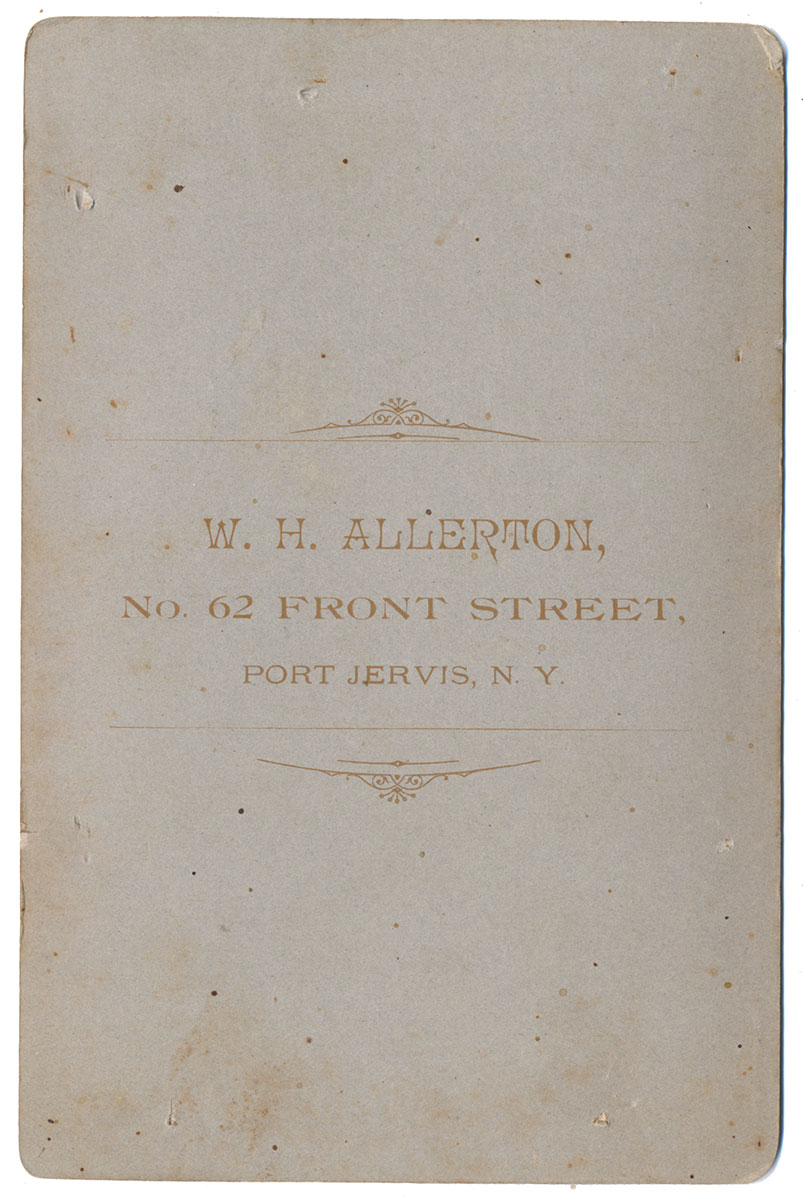 W. H. ALLERTON,
No. 62 FRONT STREET,
PORT JERVIS, N. Y.